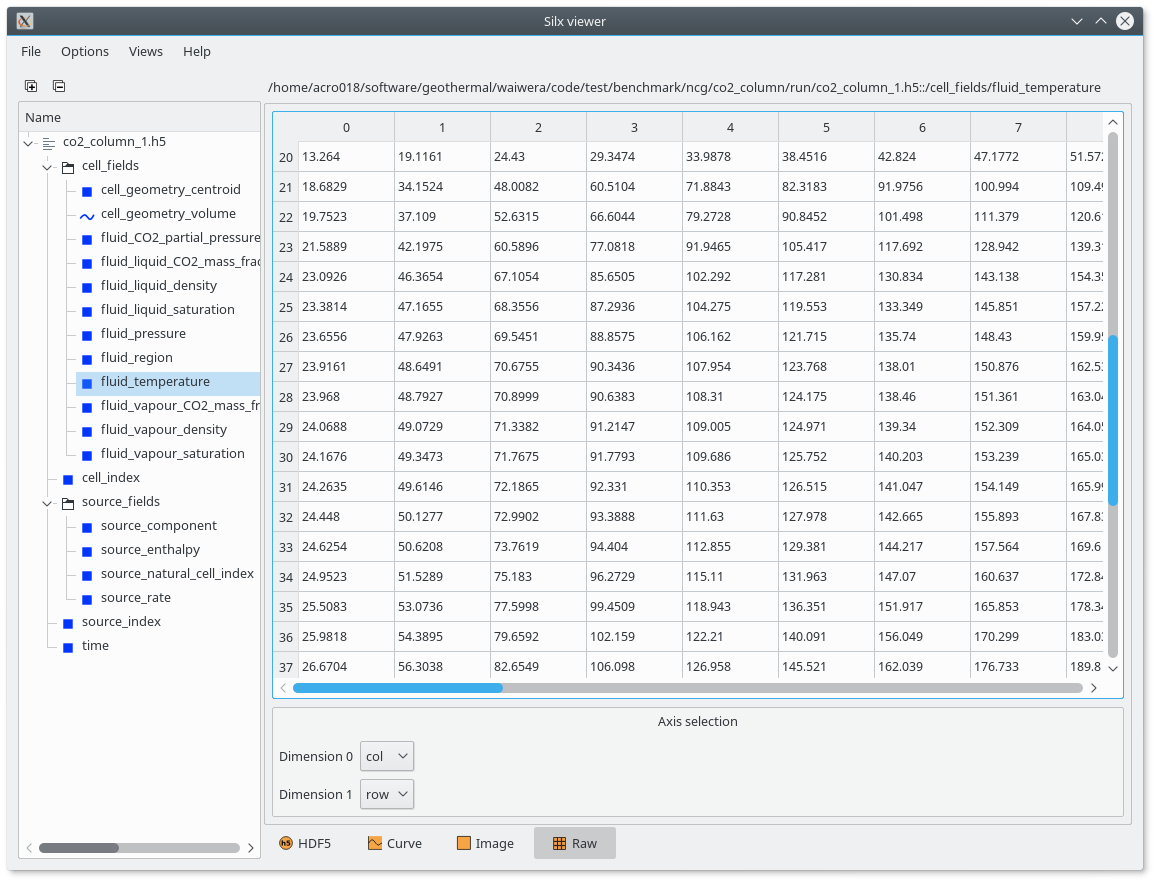 Silx viewer
File Options Views Help
/home/acro018/software/geothermal/waiwera/code/test/benchmark/ncg/co2_column/run/co2_column_1.h5::/cell_fields/fluid_temperature
Name
co2_column_1.h5
cell_fields
cell_geometry_centroid
cell_geometry_volume
fluid_CO2_partial_pressure
fluid_liquid_CO2_mass_frac
fluid_liquid_density
fluid_liquid_saturation
fluid_pressure
fluid_region
fluid_temperature
fluid_vapour_CO2_mass_fr
fluid_vapour_density
fluid_vapour_saturation
cell_index
source_fields
source_component
source_enthalpy
source_natural_cell_index
source_rate
source_index
time
0 1 2 3 4 5 6 7
20 13.264 19.1161 24.43 29.3474 33.9878 38.4516 42.824 47.1772 51.572
21 18.6829 34.1524 48.0082 60.5104 71.8843 82.3183 91.9756 100.994 109.49
22 19.7523 37.109 52.6315 66.6044 79.2728 90.8452 101.498 111.379 120.6
23 21.5889 42.1975 60.5896 77.0818 91.9465 105.417 117.692 128.942 139.3
24 23.0926 46.3654 67.1054 85.6505 102.292 117.281 130.834 143.138 154.3
25 23.3814 47.1655 68.3556 87.2936 104.275 119.553 133.349 145.851 157.2
26 23.6556 47.9263 69.5451 88.8575 106.162 121.715 135.74 148.43 159.9
27 23.9161 48.6491 70.6755 90.3436 107.954 123.768 138.01 150.876 162.5
28 23.968 48.7927 70.8999 90.6383 108.31 124.175 138.46 151.361 163.0
29 24.0688 49.0729 71.3382 91.2147 109.005 124.971 139.34 152.309 164.0
30 24.1676 49.3473 71.7675 91.7793 109.686 125.752 140.203 153.239 165.0
31 24.2635 49.6146 72.1865 92.331 110.353 126.515 141.047 154.149 165.9
32 24.448 50.1277 72.9902 93.3888 111.63 127.978 142.665 155.893 167.8
33 24.6254 50.6208 73.7619 94.404 112.855 129.381 144.217 157.564 169.6
34 24.9523 51.5289 75.183 96.2729 115.11 131.963 147.07 160.637 172.8
35 25.5083 53.0736 77.5998 99.4509 118.943 136.351 151.917 165.853 178.3
36 25.9818 54.3895 79.6592 102.159 122.21 140.091 156.049 170.299 183.0
37 26.6704 56.3038 82.6549 106.098 126.958 145.521 162.039 176.733 189.8
Axis selection
Dimension 0 col
Dimension 1 row
HDF5 Curve Image Raw